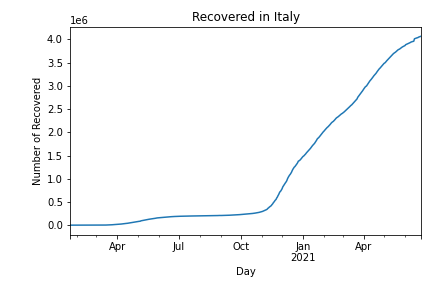 Recovered in Italy
1e6
4.0
3.5
3.0
2.5
2.0
1.5
1.0
0.5
0.0
Number of Recovered
Apr
Jul
Oct
Jan
2021
Apr
Day